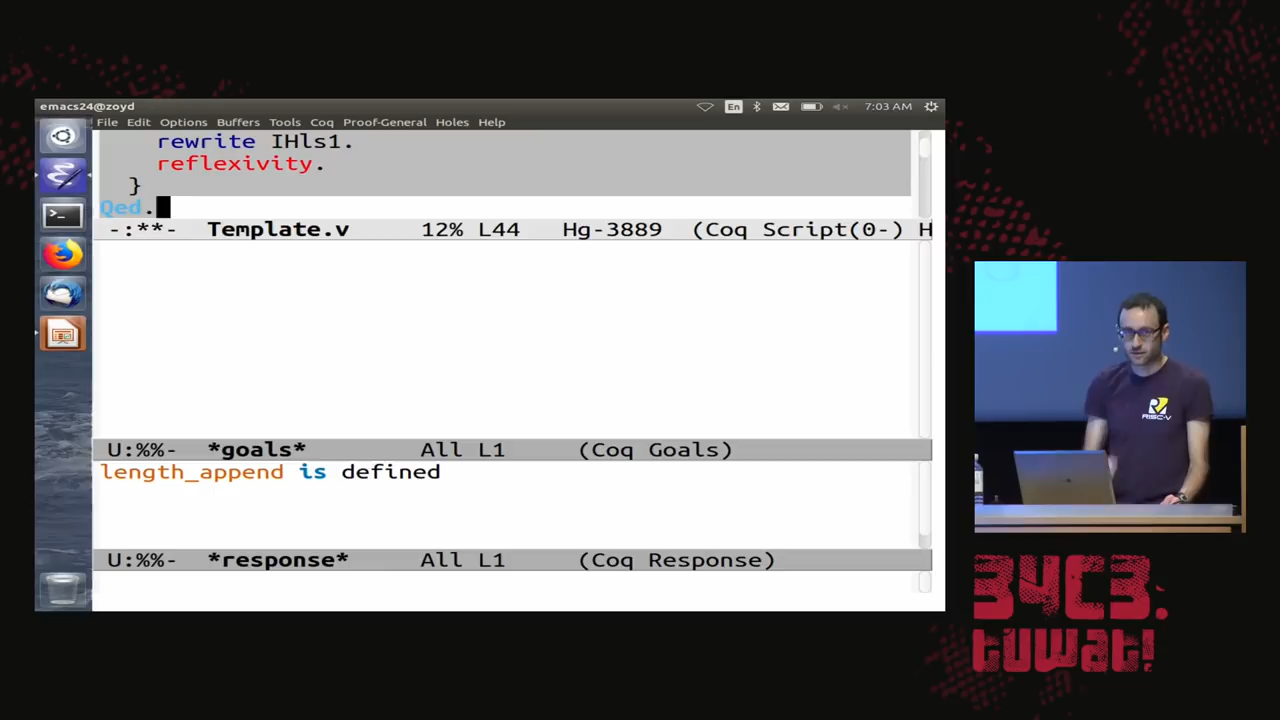 emacs24@zoyd
En
7:03 AM
File Edit Options Buffers Tools Coq Proof-General Holes Help
rewrite IHls1.
reflexivity.
}
Qed.
-:**- Template.v 12% L44 Hg-3889 (Coq Script(0-) H
U:%%- *goals* All L1 (Coq Goals)
length_append is defined
U:%%- *response* All L1 (Coq Response)
RISC-V
34C3.
tuwat!